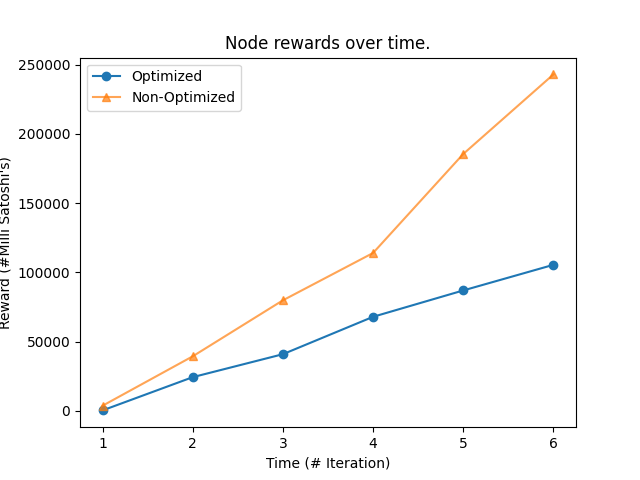 Node rewards over time.
Optimized
Non-Optimized
250000
200000
150000
100000
50000
0
Reward (#Milli Satoshi's)
1 2 3 4 5 6
Time (# Iteration)